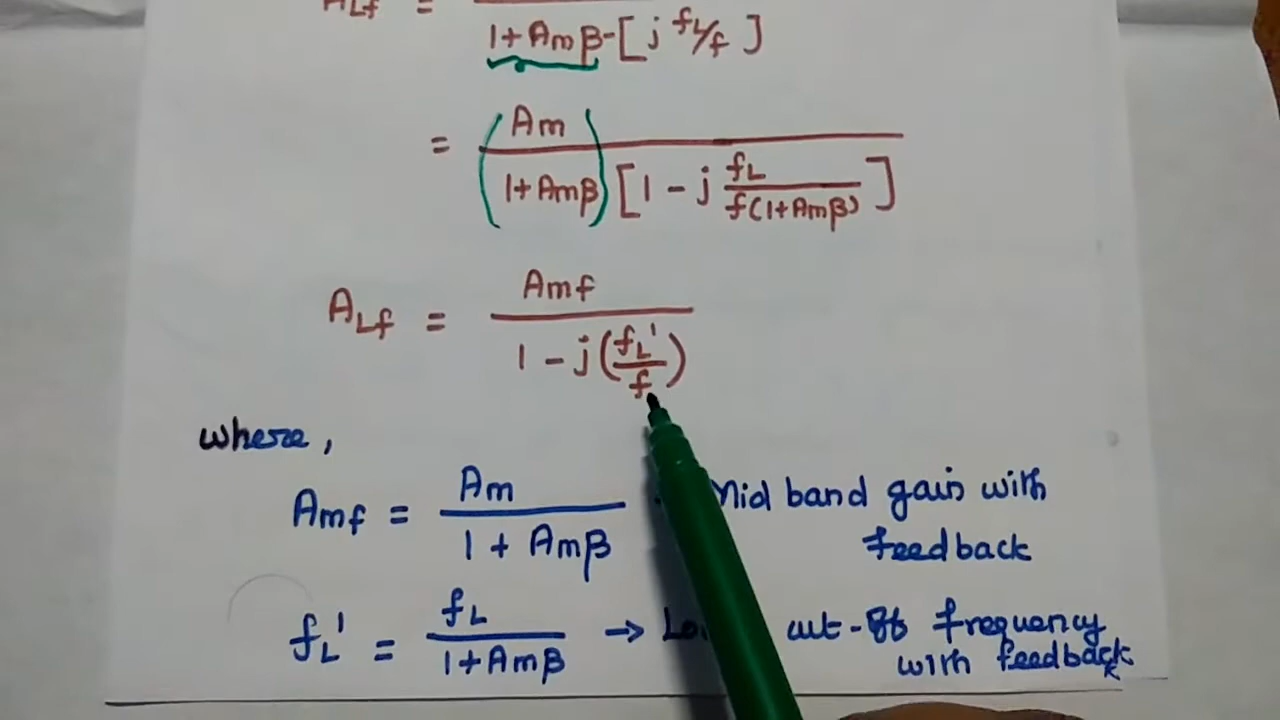 ALf =
1 + Amβ - [j fL/f]
= (Am / 1 + Amβ) [1 - j fL / f(1 + Amβ)]
ALf = Amf / 1 - j(fL' / f)
where,
Amf = Am / 1 + Amβ Mid band gain with
feedback
fL' = fL / 1 + Amβ → cut-off frequency
with feedback